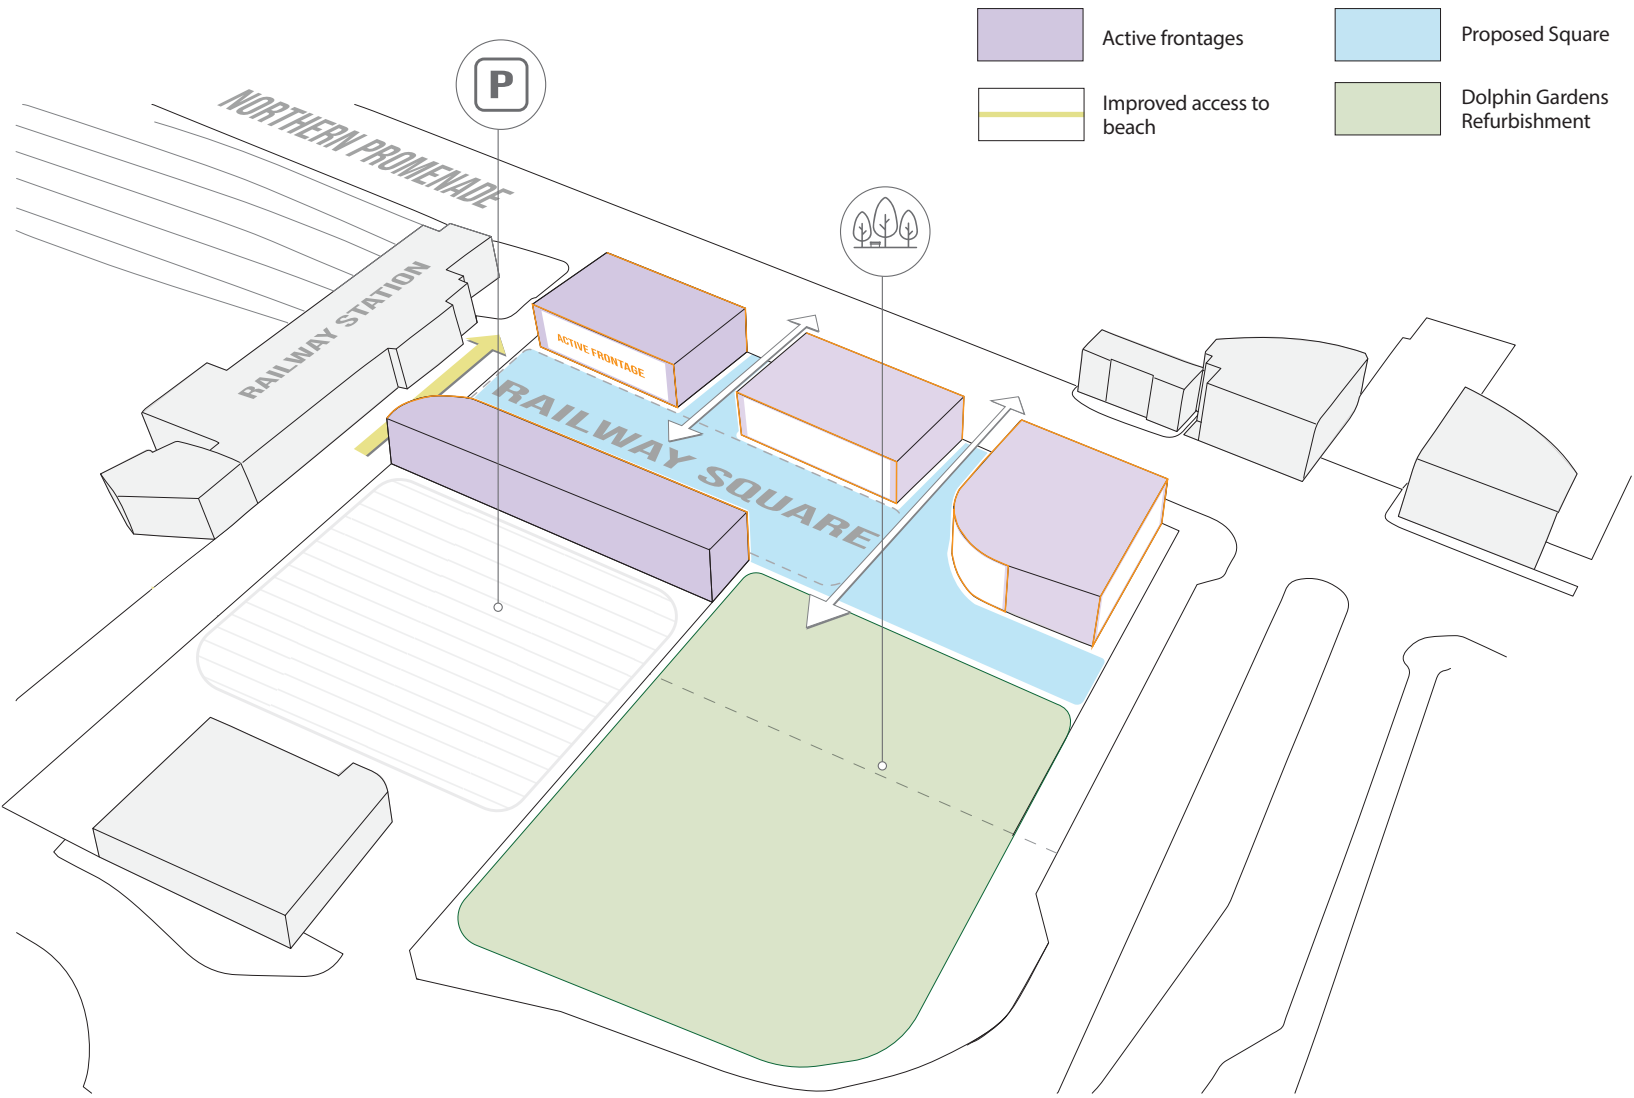 Active frontages
Proposed Square
Improved access to
beach
Dolphin Gardens
Refurbishment
P
NORTHERN PROMENADE
RAILWAY STATION
ACTIVE FRONTAGE
RAILWAY SQUARE